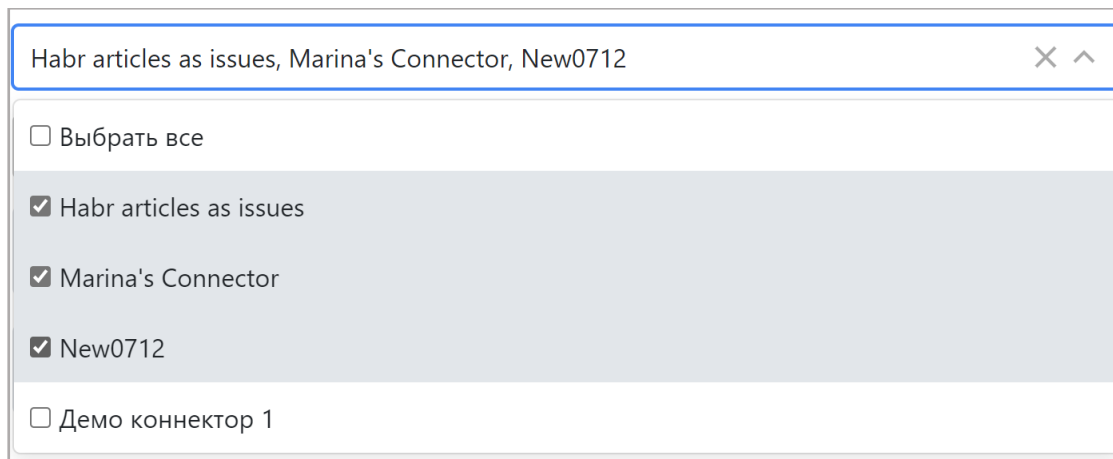 Habr articles as issues, Marina's Connector, New0712
Выбрать все
Habr articles as issues
Marina's Connector
New0712
Демо коннектор 1